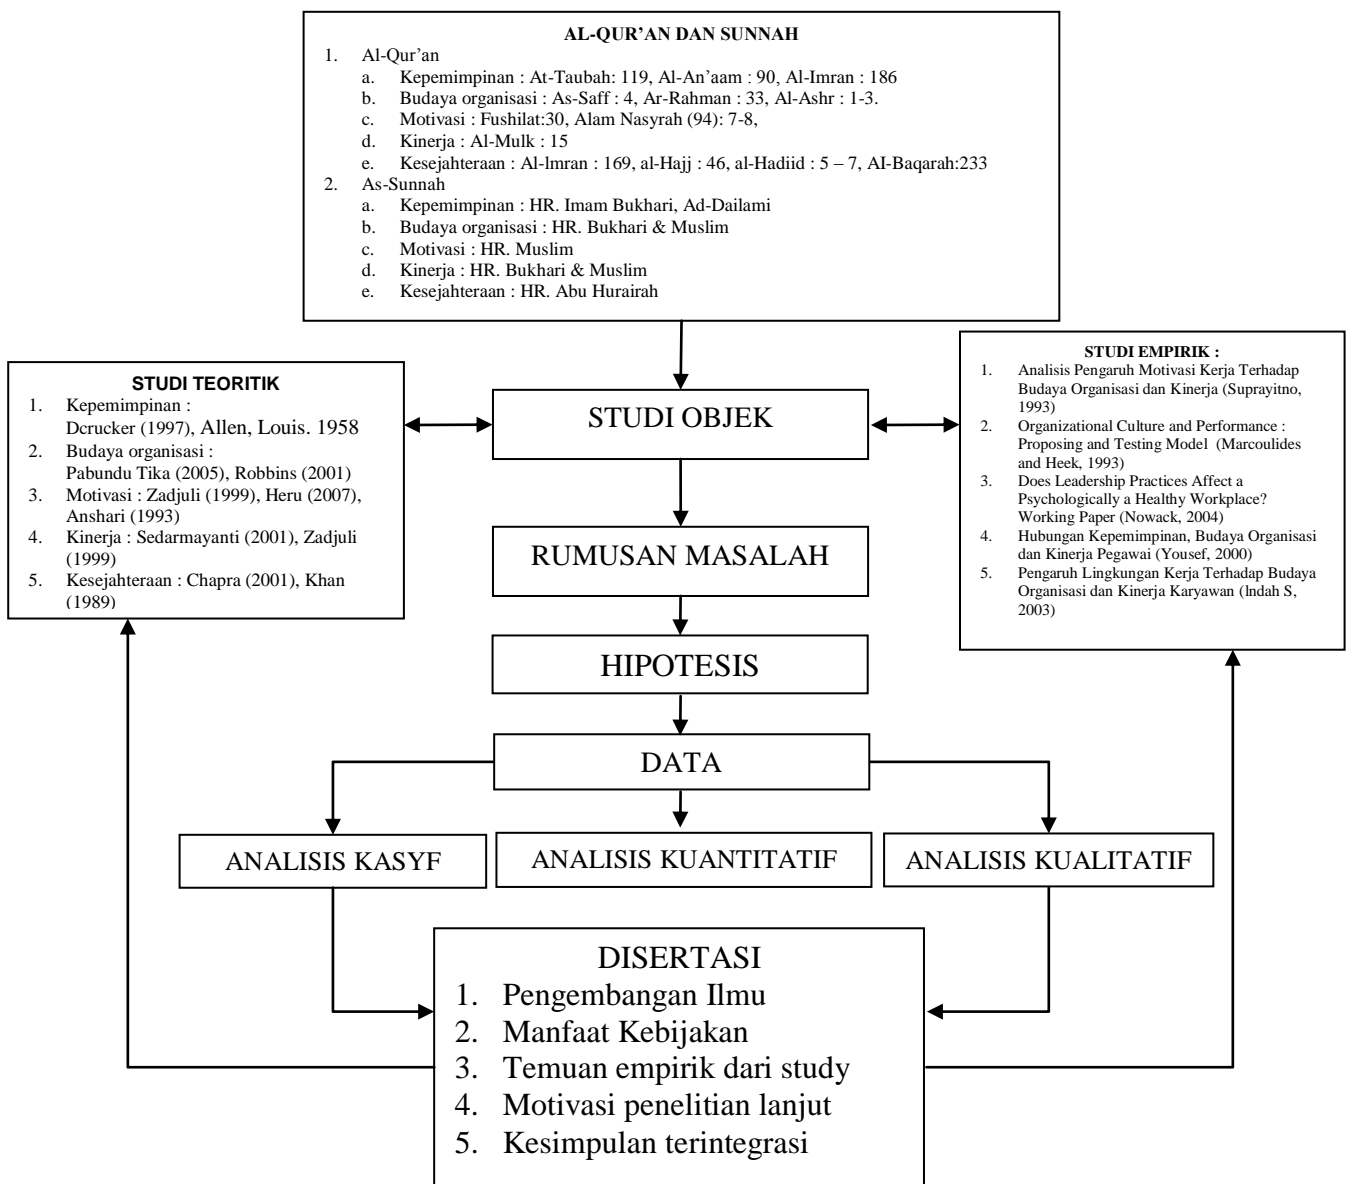 AL-QUR’AN DAN SUNNAH
1. Al-Qur’an
a. Kepemimpinan : At-Taubah: 119, Al-An’aam : 90, Al-Imran : 186
b. Budaya organisasi : As-Saff : 4, Ar-Rahman : 33, Al-Ashr : 1-3.
c. Motivasi : Fushilat:30, Alam Nasyrah (94): 7-8,
d. Kinerja : Al-Mulk : 15
e. Kesejahteraan : Al-lmran : 169, al-Hajj : 46, al-Hadiid : 5 – 7, AI-Baqarah:233
2. As-Sunnah
a. Kepemimpinan : HR. Imam Bukhari, Ad-Dailami
b. Budaya organisasi : HR. Bukhari & Muslim
c. Motivasi : HR. Muslim
d. Kinerja : HR. Bukhari & Muslim
e. Kesejahteraan : HR. Abu Hurairah
STUDI TEORITIK
1. Kepemimpinan :
Dcrucker (1997), Allen, Louis. 1958
2. Budaya organisasi :
Pabundu Tika (2005), Robbins (2001)
3. Motivasi : Zadjuli (1999), Heru (2007),
Anshari (1993)
4. Kinerja : Sedarmayanti (2001), Zadjuli
(1999)
5. Kesejahteraan : Chapra (2001), Khan
(1989)
STUDI EMPIRIK :
1. Analisis Pengaruh Motivasi Kerja Terhadap
Budaya Organisasi dan Kinerja (Suprayitno,
1993)
2. Organizational Culture and Performance :
Proposing and Testing Model (Marcoulides
and Heek, 1993)
3. Does Leadership Practices Affect a
Psychologically a Healthy Workplace?
Working Paper (Nowack, 2004)
4. Hubungan Kepemimpinan, Budaya Organisasi
dan Kinerja Pegawai (Yousef, 2000)
5. Pengaruh Lingkungan Kerja Terhadap Budaya
Organisasi dan Kinerja Karyawan (Indah S,
2003)
STUDI OBJEK
RUMUSAN MASALAH
HIPOTESIS
DATA
ANALISIS KASYF
ANALISIS KUANTITATIF
ANALISIS KUALITATIF
DISERTASI
1. Pengembangan Ilmu
2. Manfaat Kebijakan
3. Temuan empirik dari study
4. Motivasi penelitian lanjut
5. Kesimpulan terintegrasi